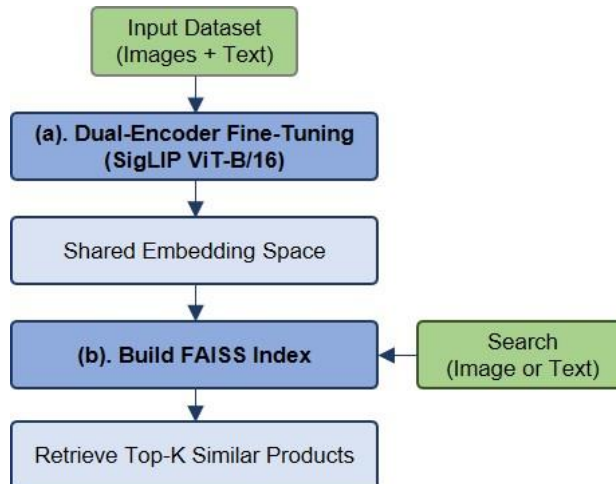 Input Dataset
(Images + Text)
(a). Dual-Encoder Fine-Tuning
(SigLIP ViT-B/16)
Shared Embedding Space
(b). Build FAISS Index
Search
(Image or Text)
Retrieve Top-K Similar Products